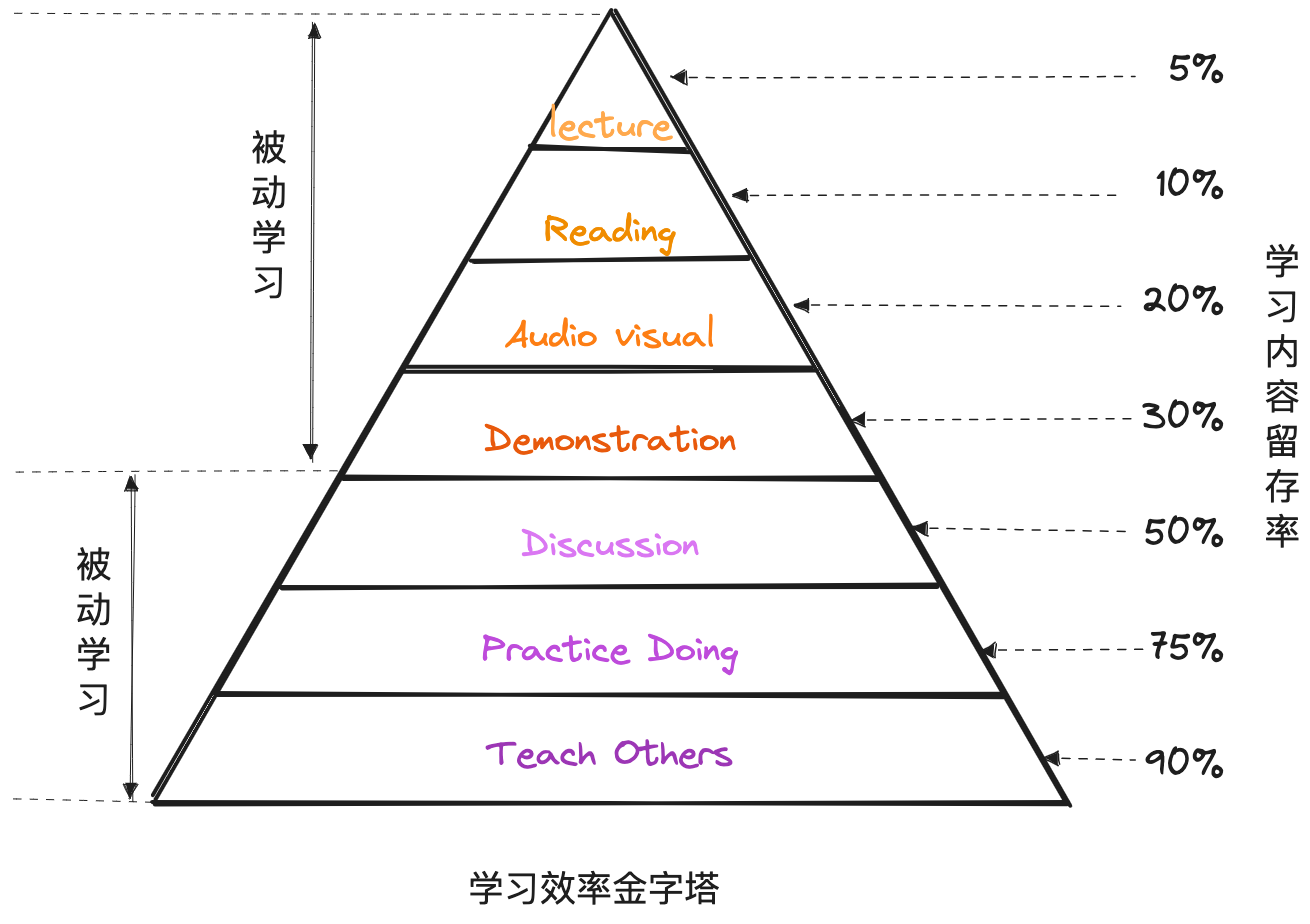 5%
lecture
被动学习
10%
Reading
20%
Audio visual
学习内容留存率
30%
Demonstration
50%
Discussion
被动学习
75%
Practice Doing
90%
Teach Others
学习效率金字塔